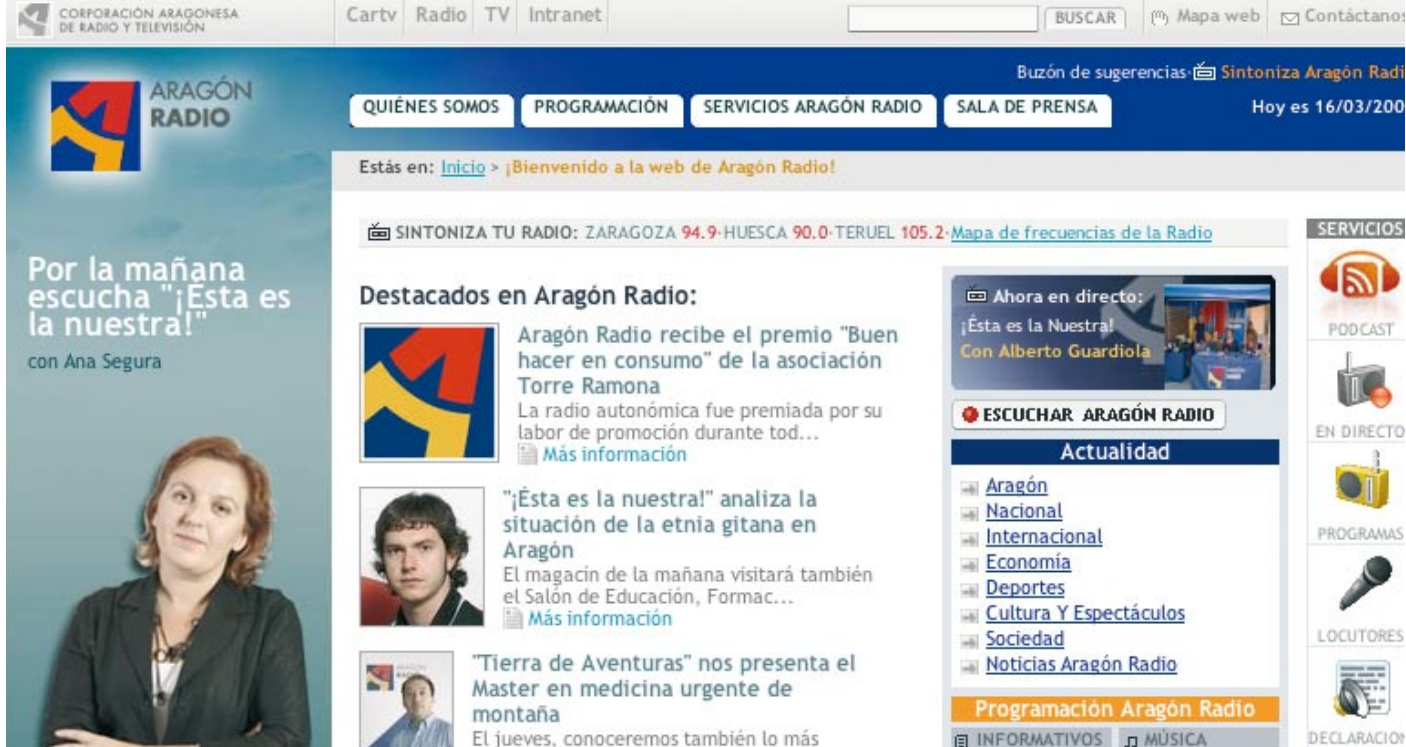 CORPORACIÓN ARAGONESA
DE RADIO Y TELEVISIÓN
Cartv Radio TV Intranet
BUSCAR Mapa web Contáctanos
ARAGÓN
RADIO
Buzón de sugerencias· Sintoniza Aragón Radi
QUIÉNES SOMOS PROGRAMACIÓN SERVICIOS ARAGÓN RADIO SALA DE PRENSA
Hoy es 16/03/200
Estás en: Inicio > ¡Bienvenido a la web de Aragón Radio!
SINTONIZA TU RADIO: ZARAGOZA 94.9·HUESCA 90.0·TERUEL 105.2·Mapa de frecuencias de la Radio
Por la mañana
escucha "¡Ésta es
la nuestra!"
con Ana Segura
Destacados en Aragón Radio:
Aragón Radio recibe el premio "Buen
hacer en consumo" de la asociación
Torre Ramona
La radio autonómica fue premiada por su
labor de promoción durante tod...
Más información
"¡Ésta es la nuestra!" analiza la
situación de la etnia gitana en
Aragón
El magacín de la mañana visitará también
el Salón de Educación, Formac...
Más información
"Tierra de Aventuras" nos presenta el
Master en medicina urgente de
montaña
El jueves, conoceremos también lo más
Ahora en directo:
¡Ésta es la Nuestra!
Con Alberto Guardiola
ESCUCHAR ARAGÓN RADIO
Actualidad
Aragón
Nacional
Internacional
Economía
Deportes
Cultura Y Espectáculos
Sociedad
Noticias Aragón Radio
Programación Aragón Radio
INFORMATIVOS MÚSICA
SERVICIOS
PODCAST
EN DIRECTO
PROGRAMAS
LOCUTORES
DECLARACION